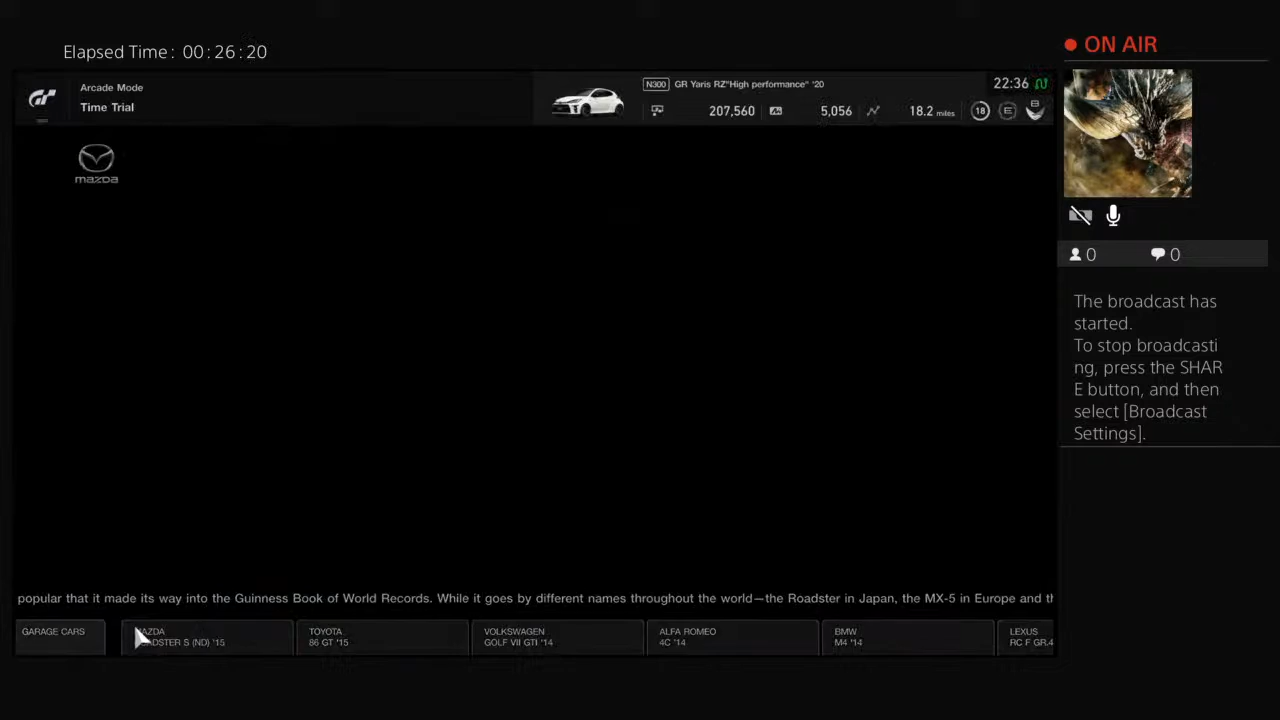 Elapsed Time: 00:26:20
ON AIR
Arcade Mode
Time Trial
N300 GR Yaris RZ"High performance" '20
22:36
207,560
5,056
18.2 miles
18
E
mazda
0 0
The broadcast has
started.
To stop broadcasti
ng, press the SHAR
E button, and then
select [Broadcast
Settings].
popular that it made its way into the Guinness Book of World Records. While it goes by different names throughout the world—the Roadster in Japan, the MX-5 in Europe and th
GARAGE CARS
AZDA
ADSTER S (ND) '15
TOYOTA
86 GT '15
VOLKSWAGEN
GOLF VII GTI '14
ALFA ROMEO
4C '14
BMW
M4 '14
LEXUS
RC F GR.4